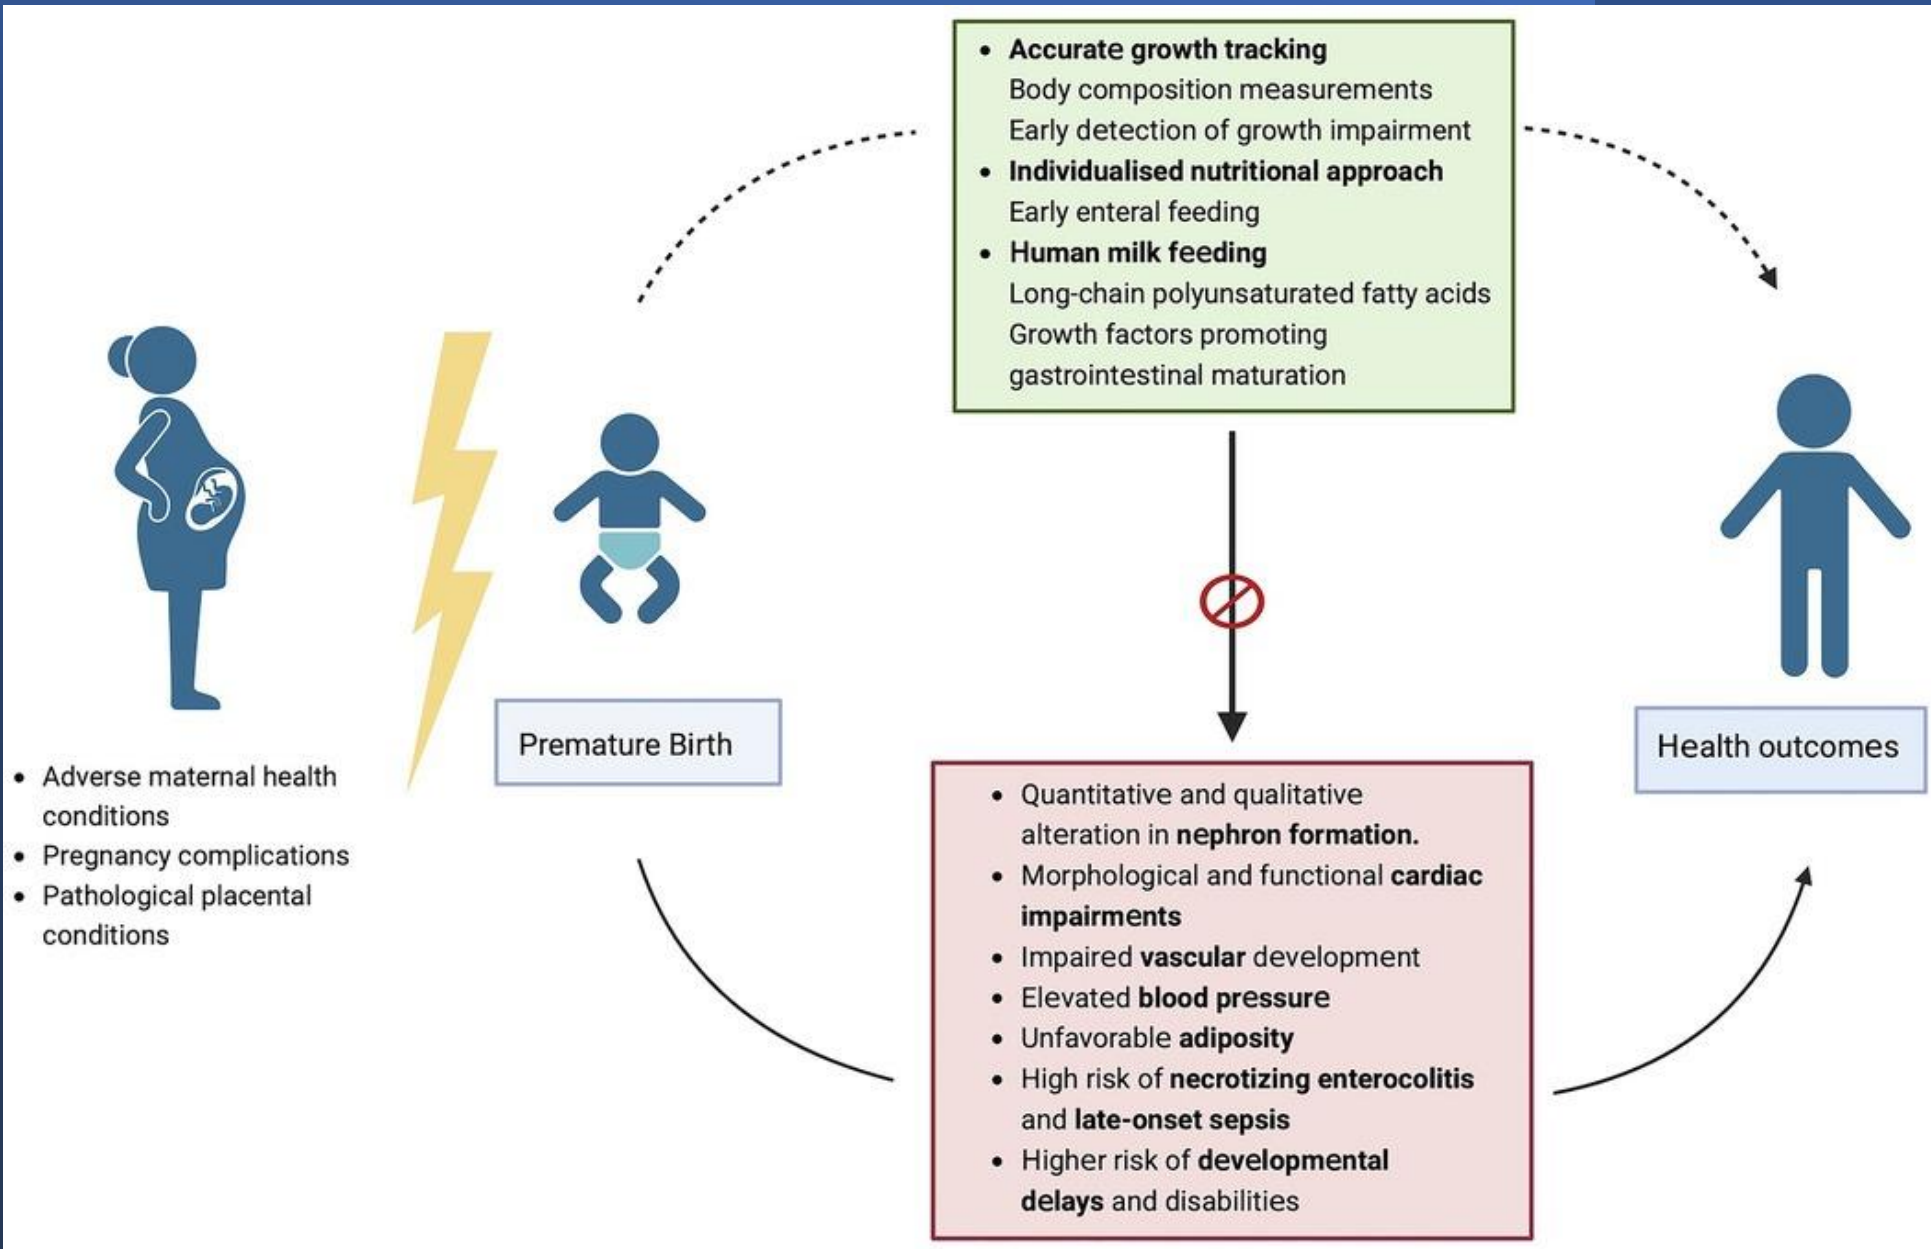 • Accurate growth tracking
Body composition measurements
Early detection of growth impairment
• Individualised nutritional approach
Early enteral feeding
• Human milk feeding
Long-chain polyunsaturated fatty acids
Growth factors promoting
gastrointestinal maturation
• Adverse maternal health
conditions
• Pregnancy complications
• Pathological placental
conditions
Premature Birth
Health outcomes
• Quantitative and qualitative
alteration in nephron formation.
• Morphological and functional cardiac
impairments
• Impaired vascular development
• Elevated blood pressure
• Unfavorable adiposity
• High risk of necrotizing enterocolitis
and late-onset sepsis
• Higher risk of developmental
delays and disabilities